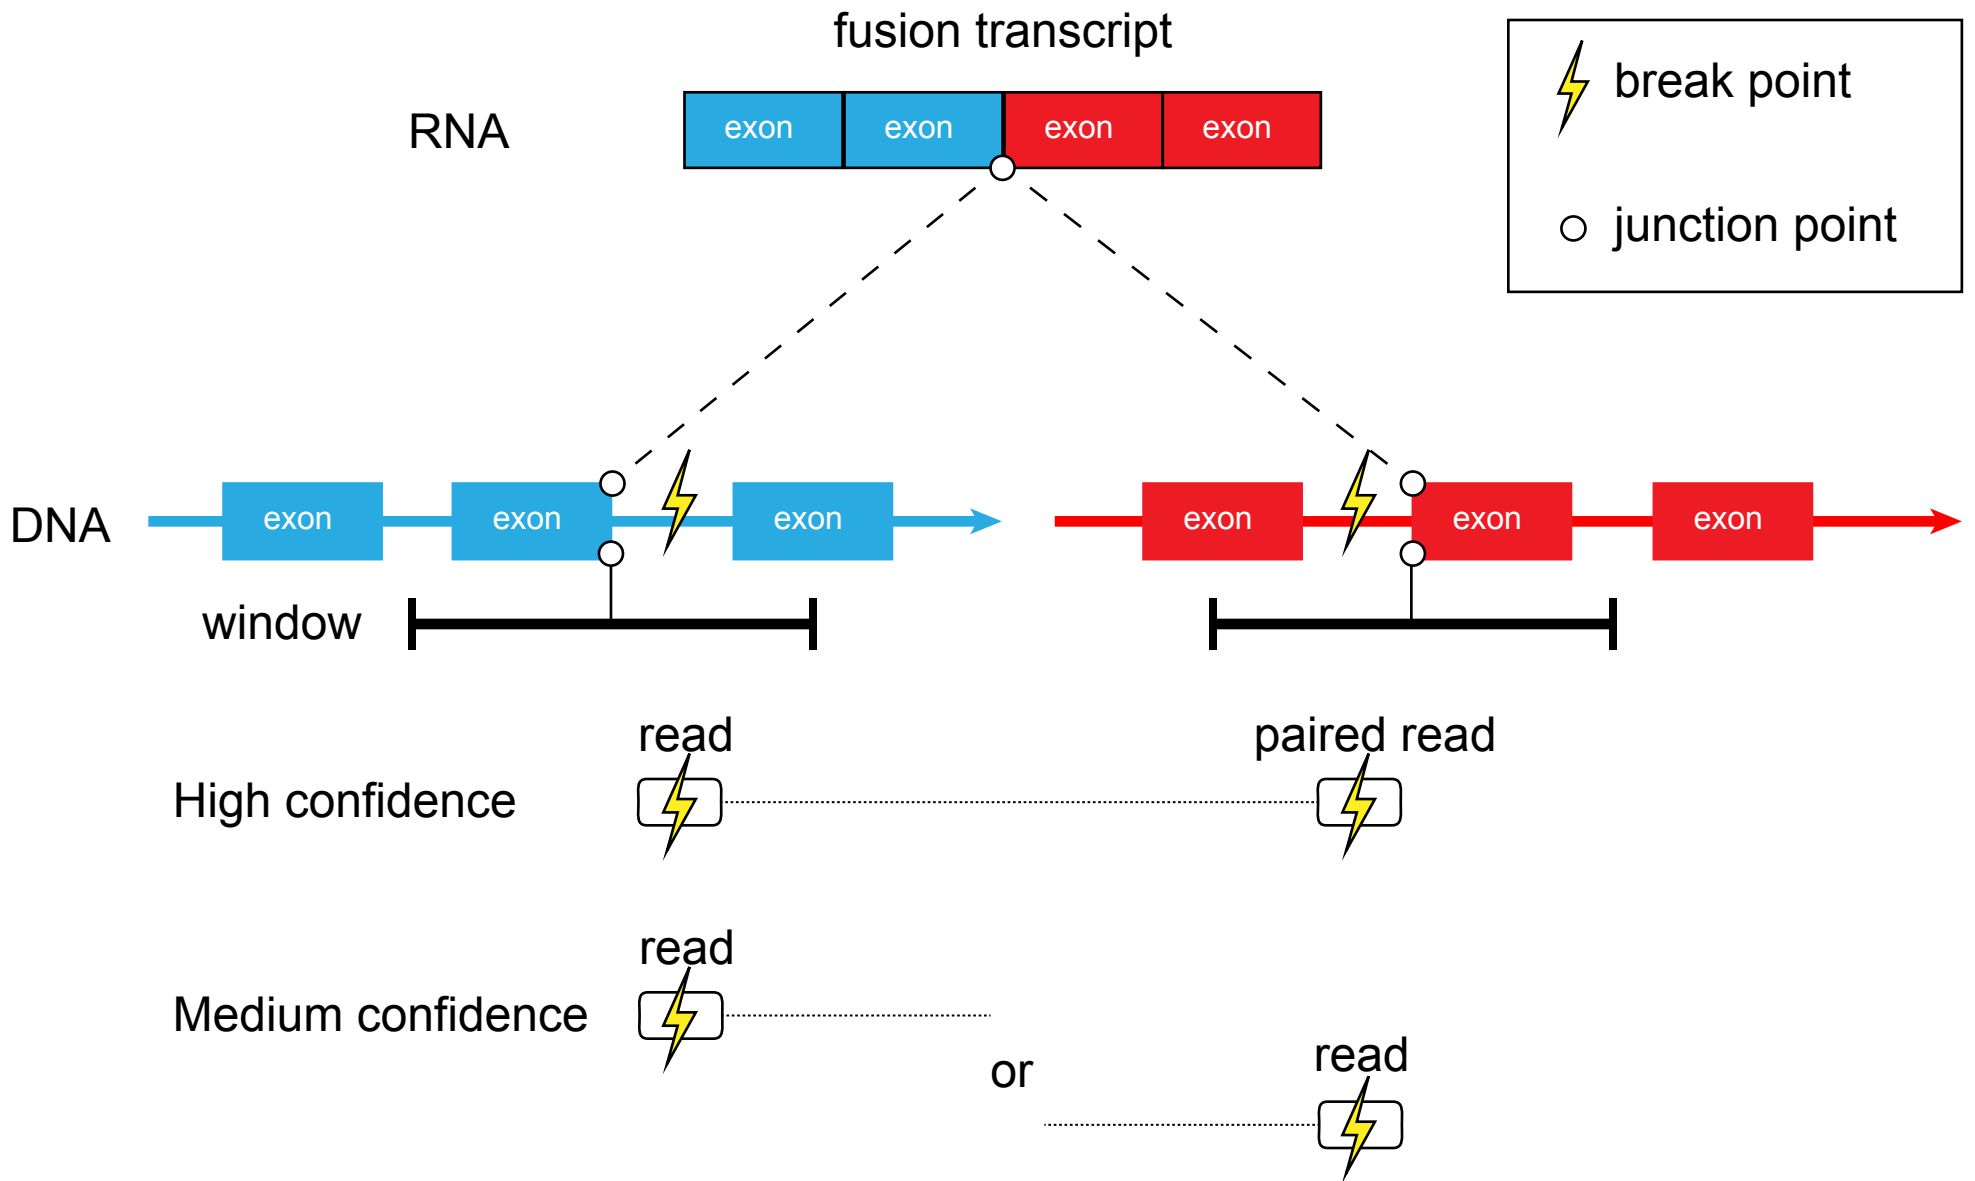 fusion transcript
break point
RNA
exon exon exon exon
junction point
DNA
exon exon exon exon exon exon
window
read
paired read
High confidence
read
Medium confidence
or
read